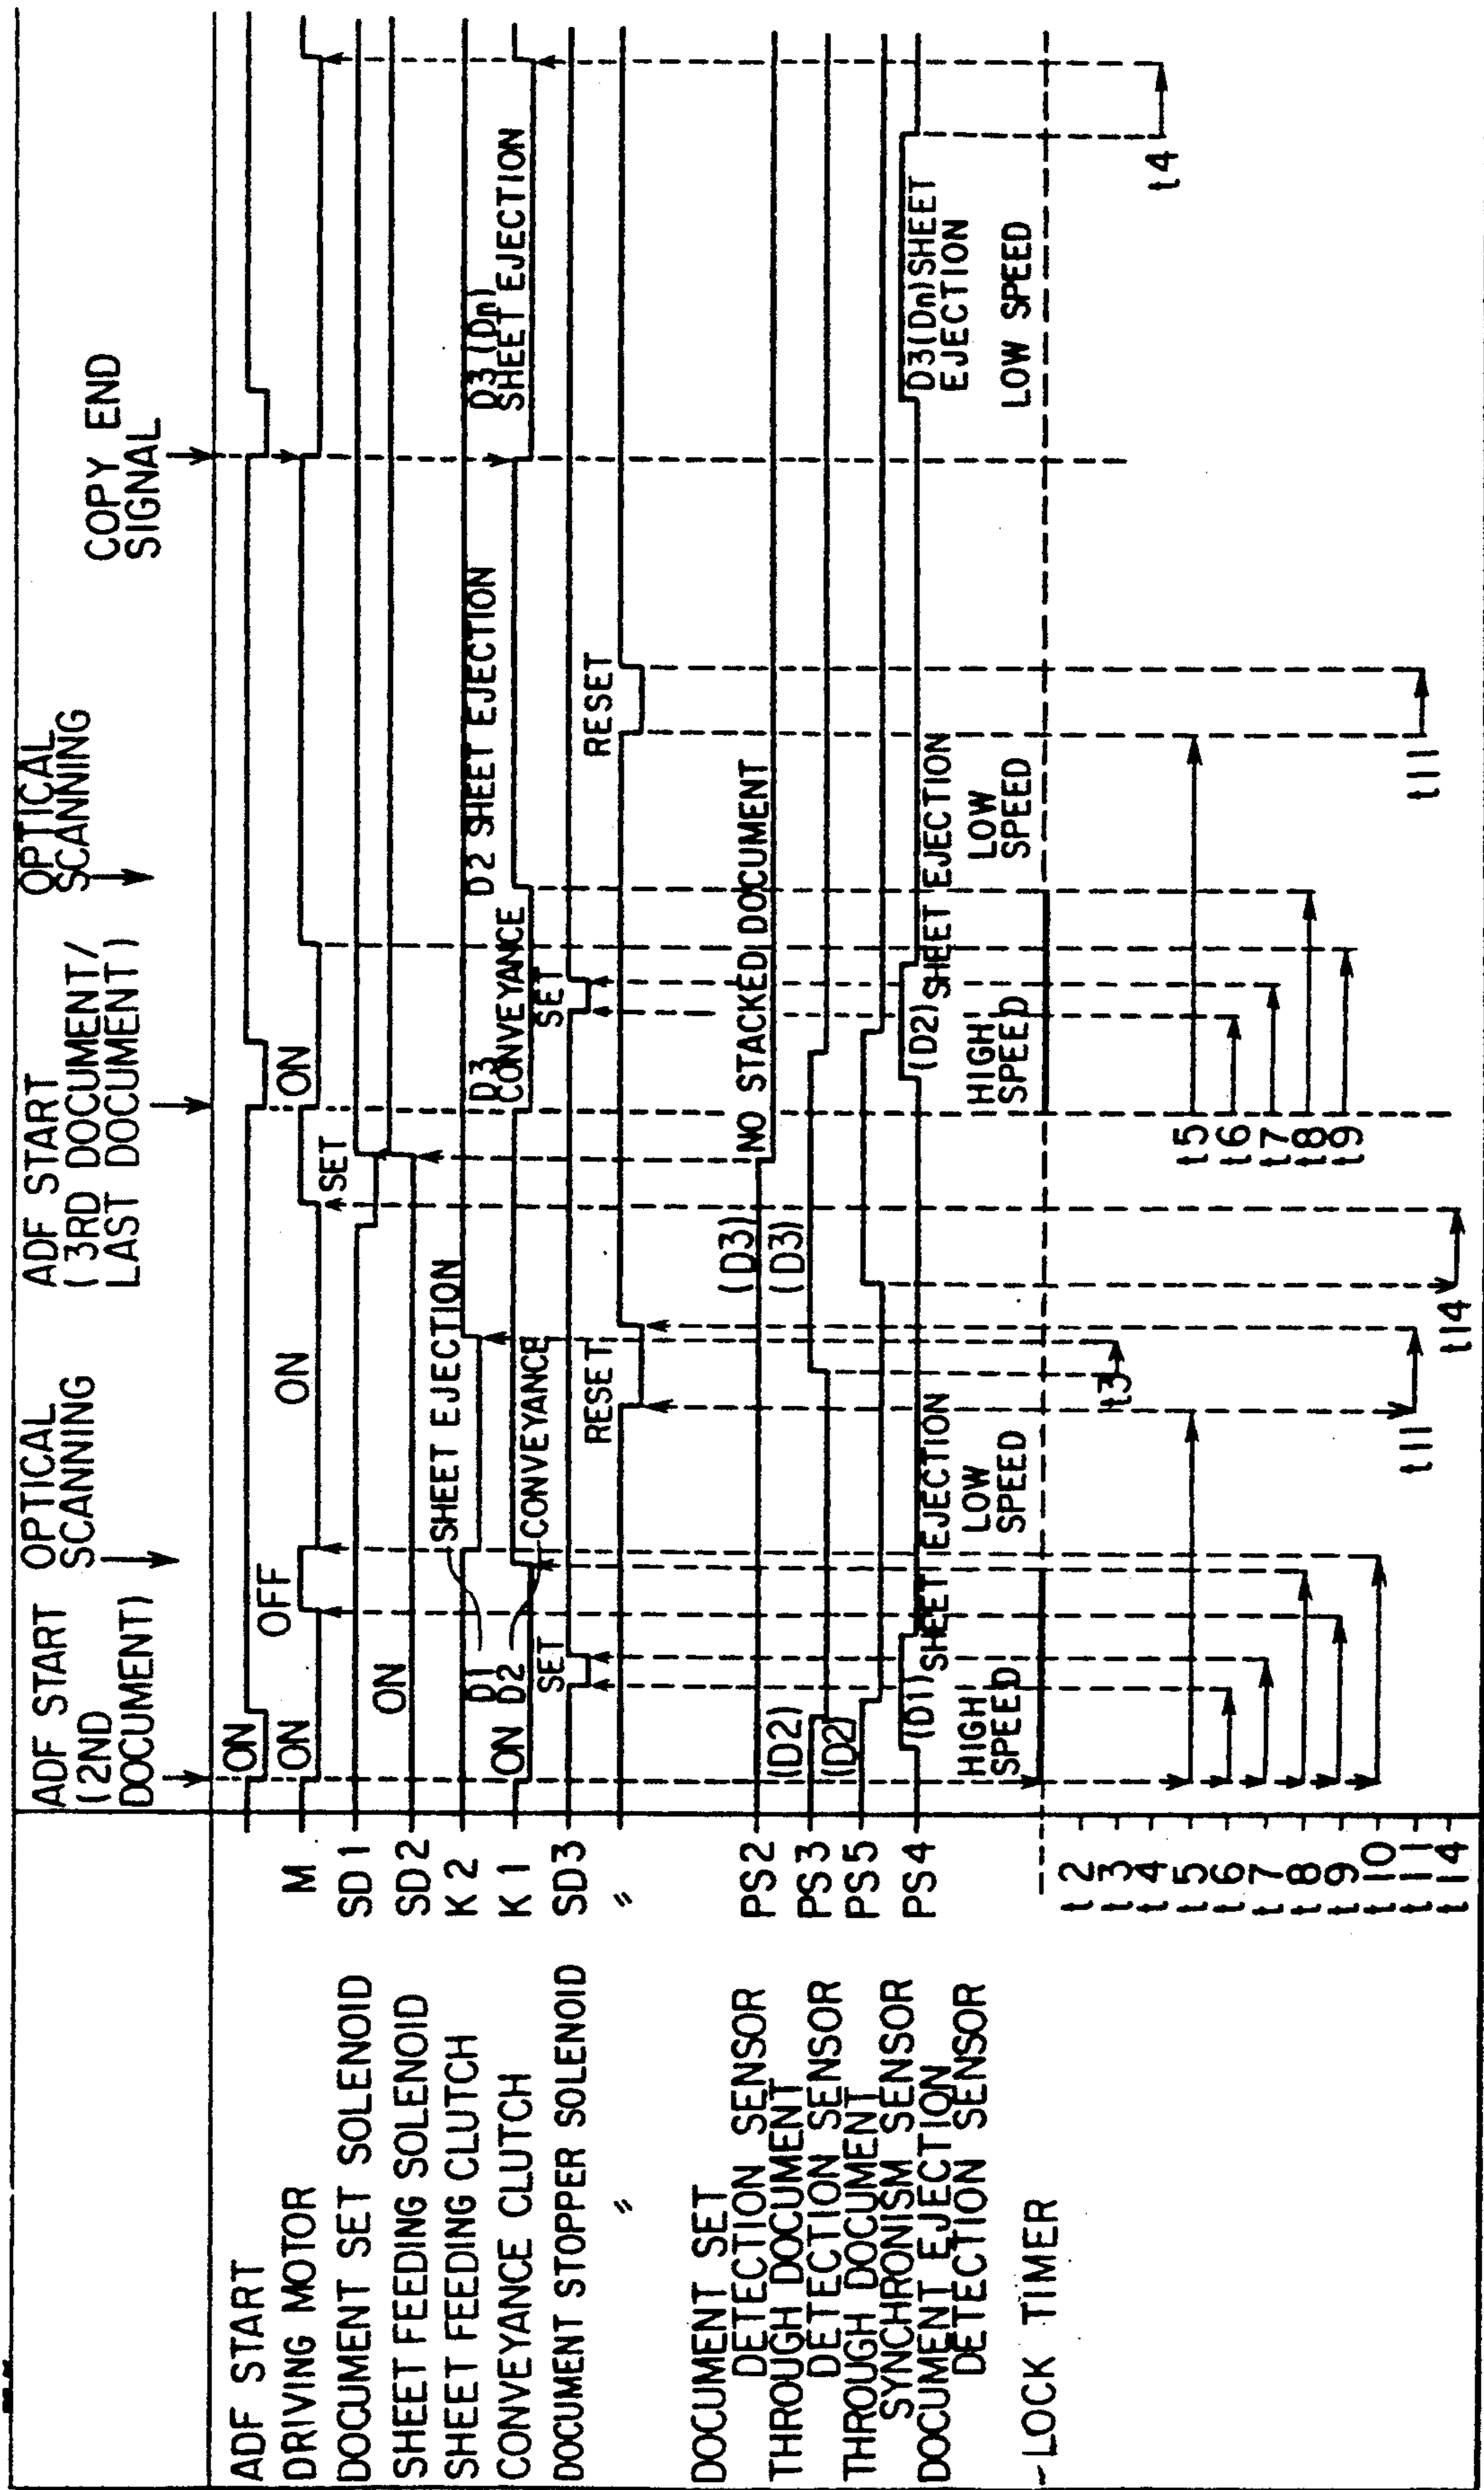 ADF START
(2ND
DOCUMENT)
OPTICAL
SCANNING
ADF START
(3RD DOCUMENT/
LAST DOCUMENT)
OPTICAL
SCANNING
COPY END
SIGNAL
ADF START
ON
DRIVING MOTOR M
ON OFF ON ON
DOCUMENT SET SOLENOID SD1
SET
SHEET FEEDING SOLENOID SD2
ON
SHEET FEEDING CLUTCH K2
D1 SHEET EJECTION
D3 CONVEYANCE
D2 SHEET EJECTION
D3(Dn)
SHEET EJECTION
CONVEYANCE CLUTCH K1
ON D2 CONVEYANCE
DOCUMENT STOPPER SOLENOID SD3
SET SET
〃 〃
RESET RESET
DOCUMENT SET
DETECTION SENSOR PS2
(D3) NO STACKED DOCUMENT
THROUGH DOCUMENT
DETECTION SENSOR PS3
(D2) (D3)
THROUGH DOCUMENT
SYNCHRONISM SENSOR PS5
(D2)
DOCUMENT EJECTION
DETECTION SENSOR PS4
(D1) SHEET EJECTION
(D2) SHEET EJECTION
D3(Dn) SHEET
EJECTION
HIGH
SPEED
LOW
SPEED
HIGH
SPEED
LOW
SPEED
LOW SPEED
LOCK TIMER
t2
t3 t3
t4 t4
t5 t5
t6 t6
t7 t7
t8 t8
t9 t9
t10
t11 t11 t11
t14 t14